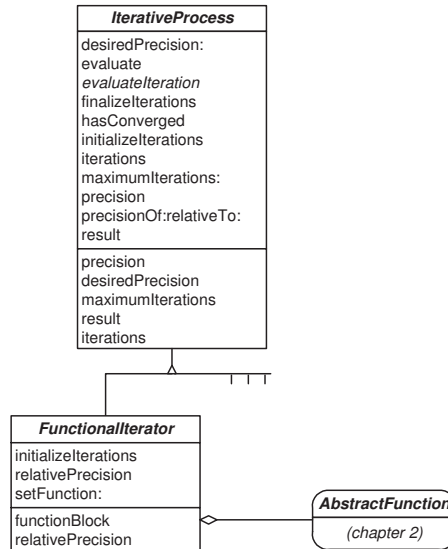 IterativeProcess
desiredPrecision:
evaluate
evaluateIteration
finalizeIterations
hasConverged
initializeIterations
iterations
maximumIterations:
precision
precisionOf:relativeTo:
result
precision
desiredPrecision
maximumIterations
result
iterations
FunctionalIterator
initializeIterations
relativePrecision
setFunction:
functionBlock
relativePrecision
AbstractFunction
(chapter 2)